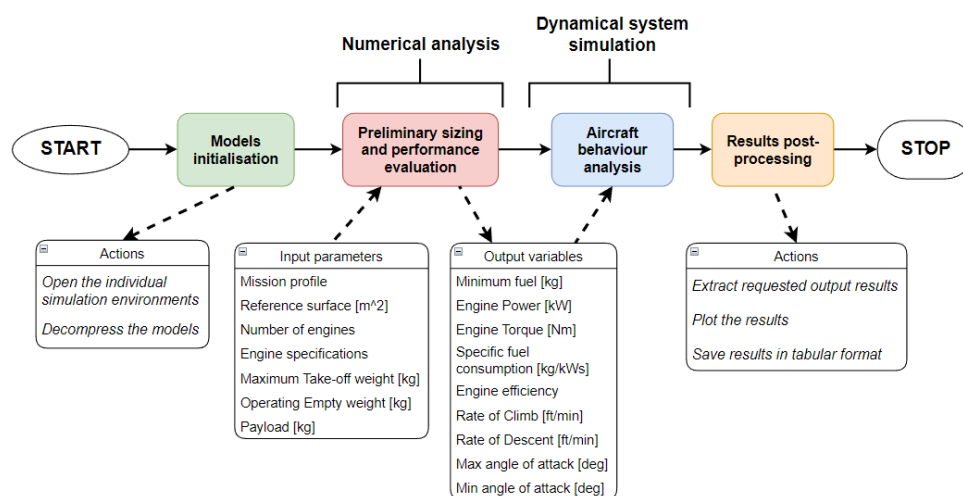 Numerical analysis
Dynamical system
simulation
START
Models
initialisation
Preliminary sizing
and performance
evaluation
Aircraft
behaviour
analysis
Results post-
processing
STOP
Actions
Open the individual
simulation environments
Decompress the models
Input parameters
Mission profile
Reference surface [m^2]
Number of engines
Engine specifications
Maximum Take-off weight [kg]
Operating Empty weight [kg]
Payload [kg]
Output variables
Minimum fuel [kg]
Engine Power [kW]
Engine Torque [Nm]
Specific fuel
consumption [kg/kWs]
Engine efficiency
Rate of Climb [ft/min]
Rate of Descent [ft/min]
Max angle of attack [deg]
Min angle of attack [deg]
Actions
Extract requested output results
Plot the results
Save results in tabular format